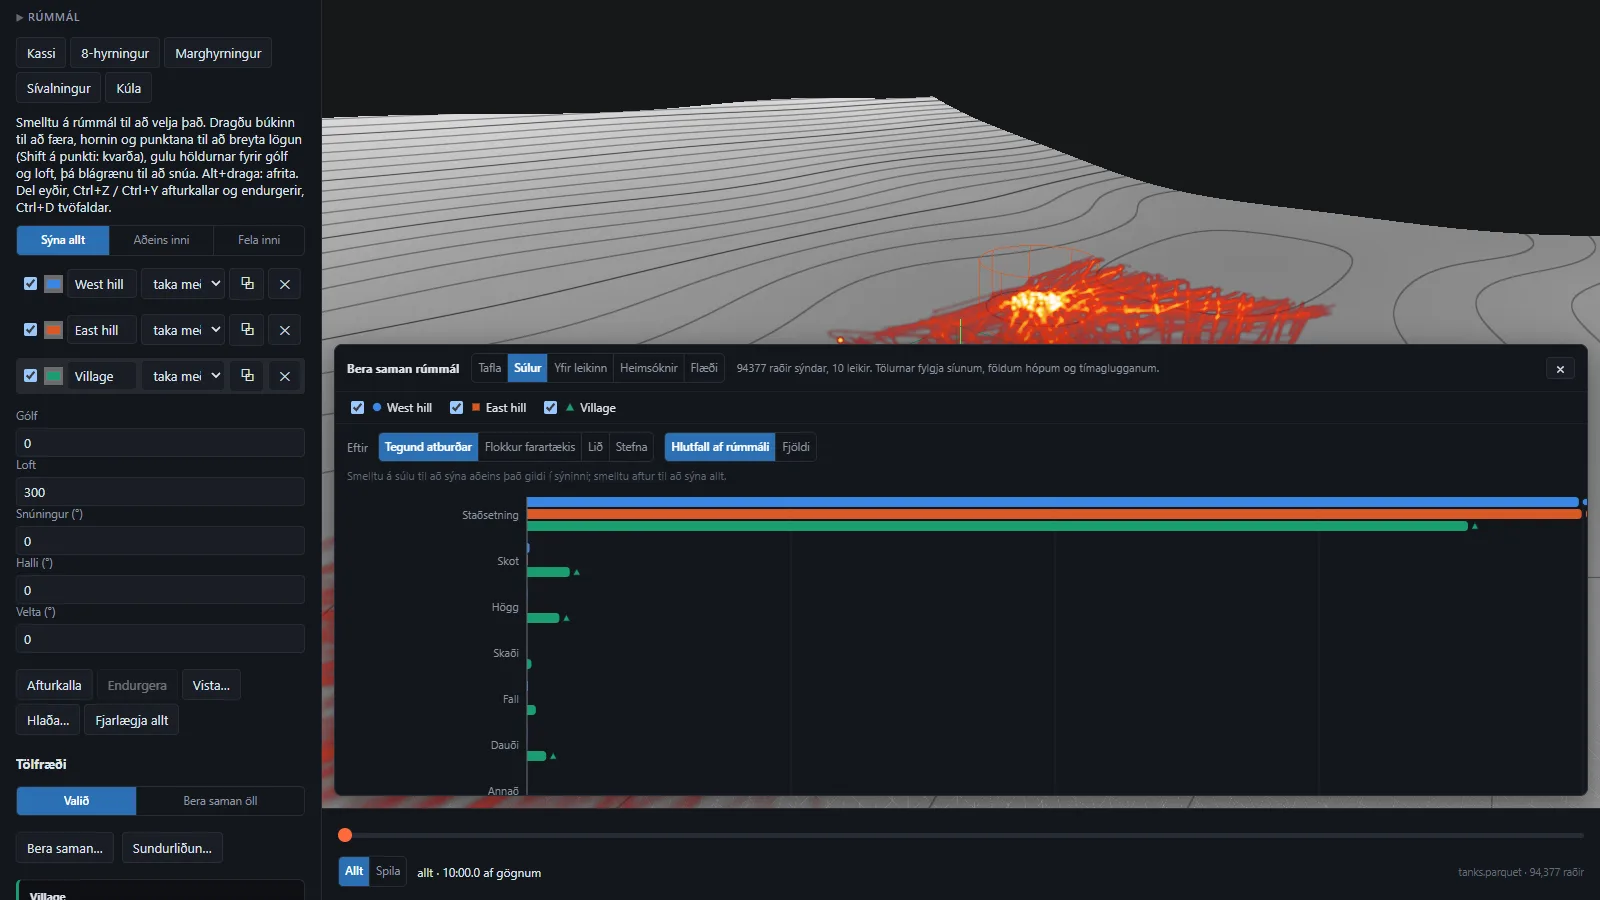 RÚMMÁL
Kassi
8-hyrningur
Marghyrningur
Sívalningur
Kúla
Smelltu á rúmmál til að velja það. Dragðu búkinn
til að færa, hornin og punktana til að breyta lögun
(Shift á punkti: kvarða), gulu höldurnar fyrir gólf
og loft, þá blágrænu til að snúa. Alt+draga: afrita.
Del eyðir, Ctrl+Z / Ctrl+Y afturkallar og endurgerir,
Ctrl+D tvöfaldar.
Sýna allt
Aðeins inni
Fela inni
West hill
taka með
East hill
taka með
Village
taka með
Gólf
0
Loft
300
Snúningur (°)
0
Halli (°)
0
Velta (°)
0
Afturkalla
Endurgera
Vista...
Hlaða...
Fjarlægja allt
Tölfræði
Valið
Bera saman öll
Bera saman...
Sundurliðun...
Village
Bera saman rúmmál
Tafla
Súlur
Yfir leikinn
Heimsóknir
Flæði
94377 raðir sýndar, 10 leikir. Tölurnar fylgja síunum, földum hópum og tímaglugganum.
West hill
East hill
Village
Eftir
Tegund atburðar
Flokkur farartækis
Lið
Stefna
Hlutfall af rúmmáli
Fjöldi
Smelltu á súlu til að sýna aðeins það gildi í sýninni; smelltu aftur til að sýna allt.
Staðsetning
Skot
Högg
Skaði
Fall
Dauði
Annað
Allt
Spila
allt · 10:00.0 af gögnum
tanks.parquet · 94,377 raðir